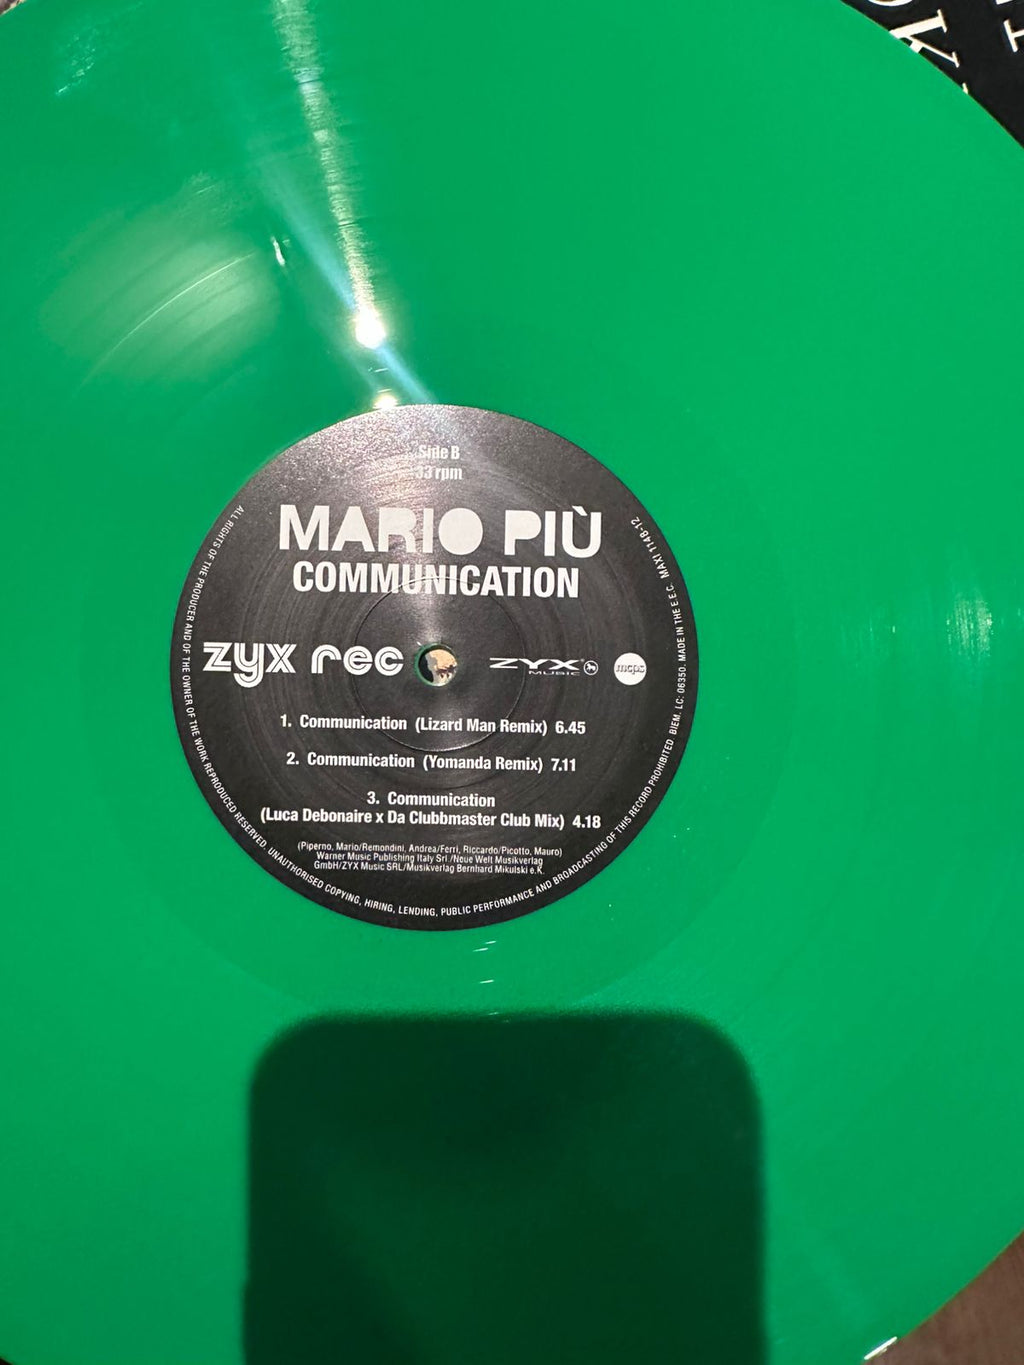 Side B
33 rpm
MARIO PIÙ
COMMUNICATION
zyx rec
ZYX
MUSIC
mcps
1. Communication (Lizard Man Remix) 6.45
2. Communication (Yomanda Remix) 7.11
3. Communication
(Luca Debonaire x Da Clubbmaster Club Mix) 4.18
(Piperno, Mario/Remondini, Andrea/Ferri, Riccardo/Picotto, Mauro)
Warner Music Publishing Italy Srl./Neue Welt Musikverlag
GmbH/ZYX Music SRL/Musikverlag Bernhard Mikulski e.K.
ALL RIGHTS OF THE PRODUCER AND OF THE OWNER OF THE WORK REPRODUCED RESERVED. UNAUTHORISED COPYING, HIRING, LENDING, PUBLIC PERFORMANCE AND BROADCASTING OF THIS RECORD PROHIBITED. BIEM. LC: 06350. MADE IN THE E.E.C. MAXI 1148-12